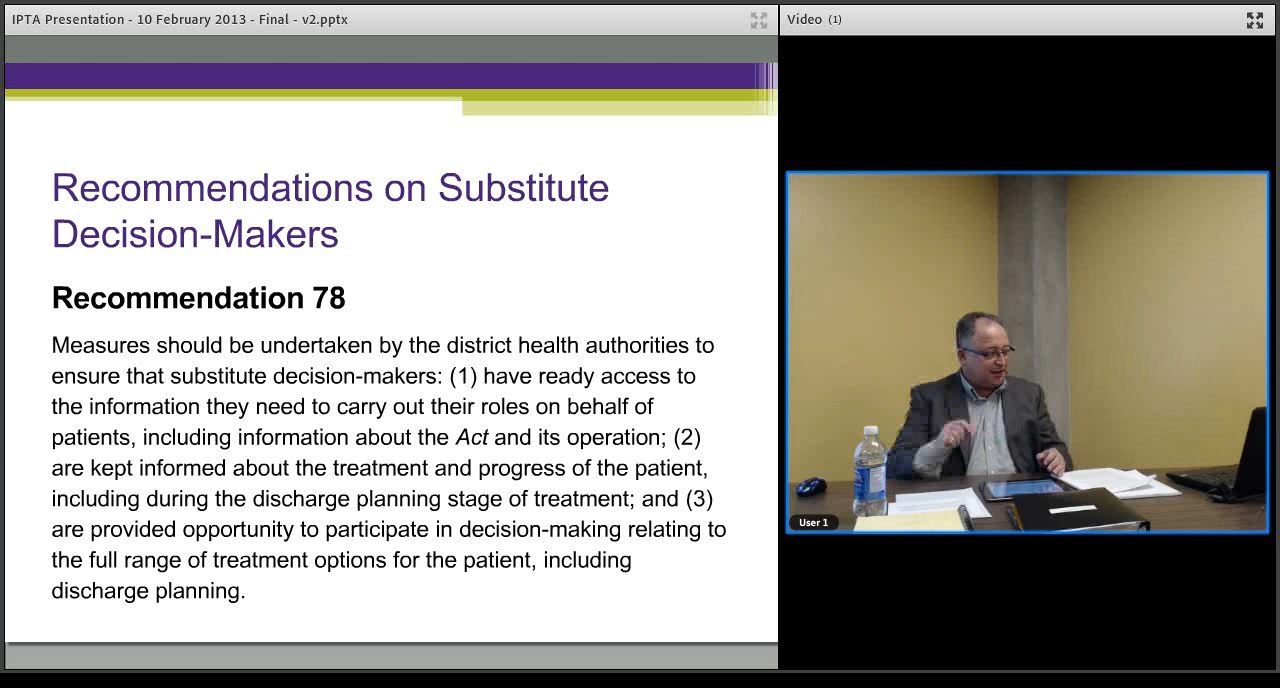 IPTA Presentation - 10 February 2013 - Final - v2.pptx
Video (1)
Recommendations on Substitute
Decision-Makers
Recommendation 78
Measures should be undertaken by the district health authorities to
ensure that substitute decision-makers: (1) have ready access to
the information they need to carry out their roles on behalf of
patients, including information about the Act and its operation; (2)
are kept informed about the treatment and progress of the patient,
including during the discharge planning stage of treatment; and (3)
are provided opportunity to participate in decision-making relating to
the full range of treatment options for the patient, including
discharge planning.
User 1